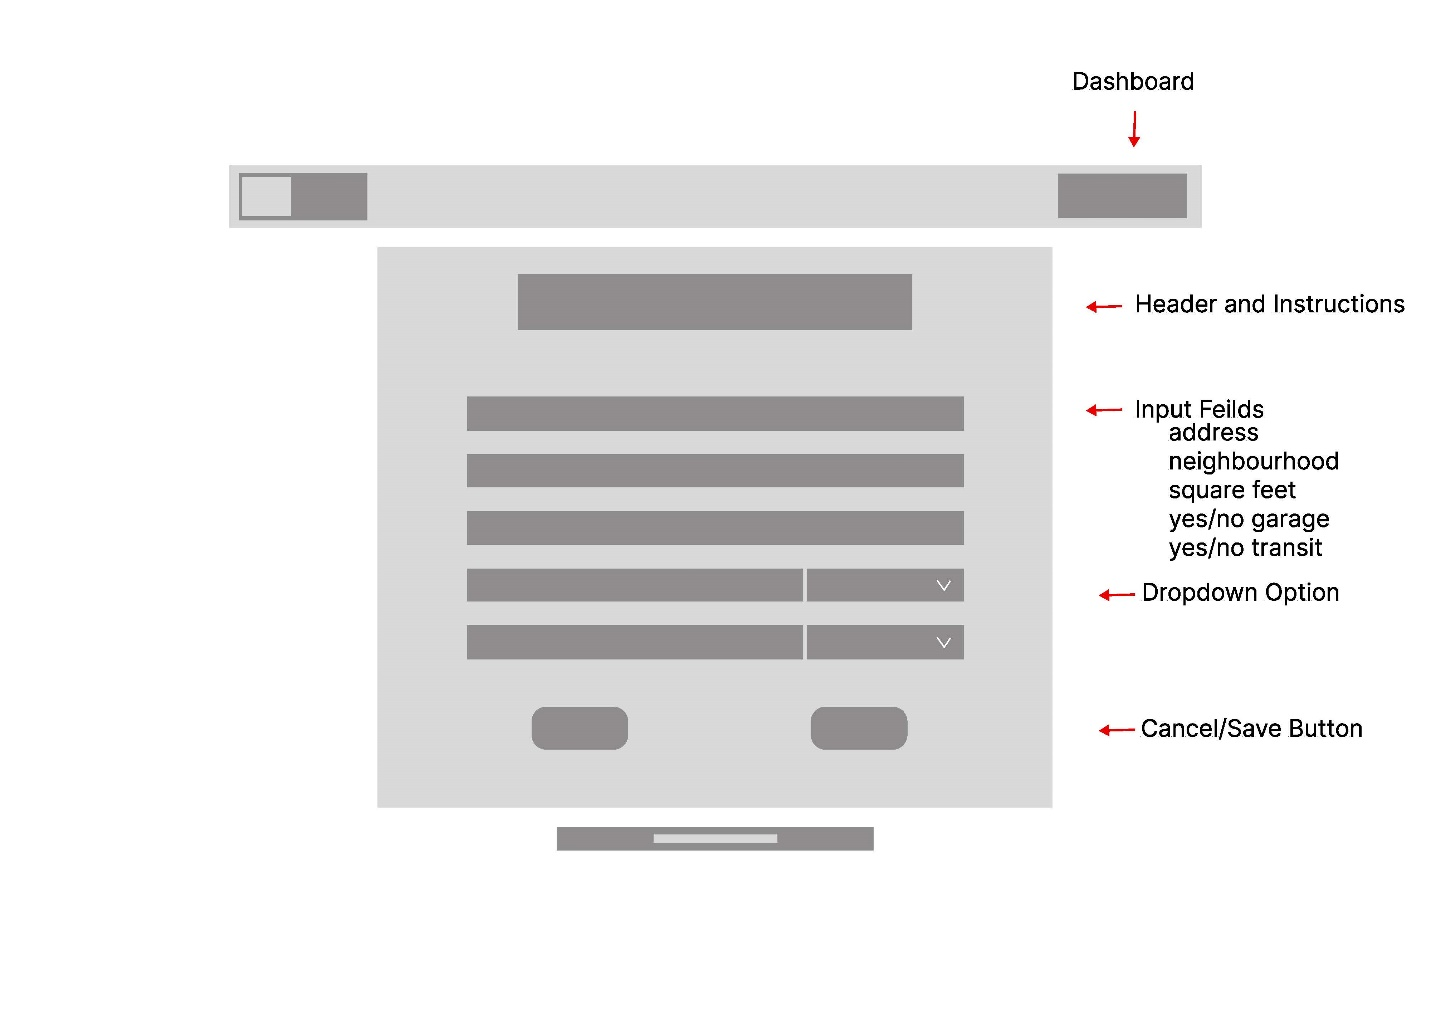 Dashboard
Header and Instructions
Input Feilds
address
neighbourhood
square feet
yes/no garage
yes/no transit
Dropdown Option
Cancel/Save Button